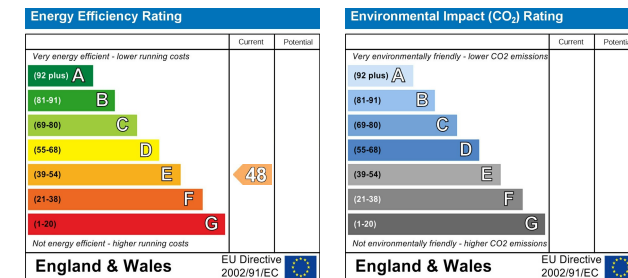 Energy Efficiency Rating
Current Potential
Very energy efficient - lower running costs
(92 plus) A
(81-91) B
(69-80) C
(55-68) D
(39-54) E 48
(21-38) F
(1-20) G
Not energy efficient - higher running costs
England & Wales
EU Directive
2002/91/EC
Environmental Impact (CO2) Rating
Current Potentia
Very environmentally friendly - lower CO2 emissions
(92 plus) A
(81-91) B
(69-80) C
(55-68) D
(39-54) E
(21-38) F
(1-20) G
Not environmentally friendly - higher CO2 emissions
England & Wales
EU Directive
2002/91/EC